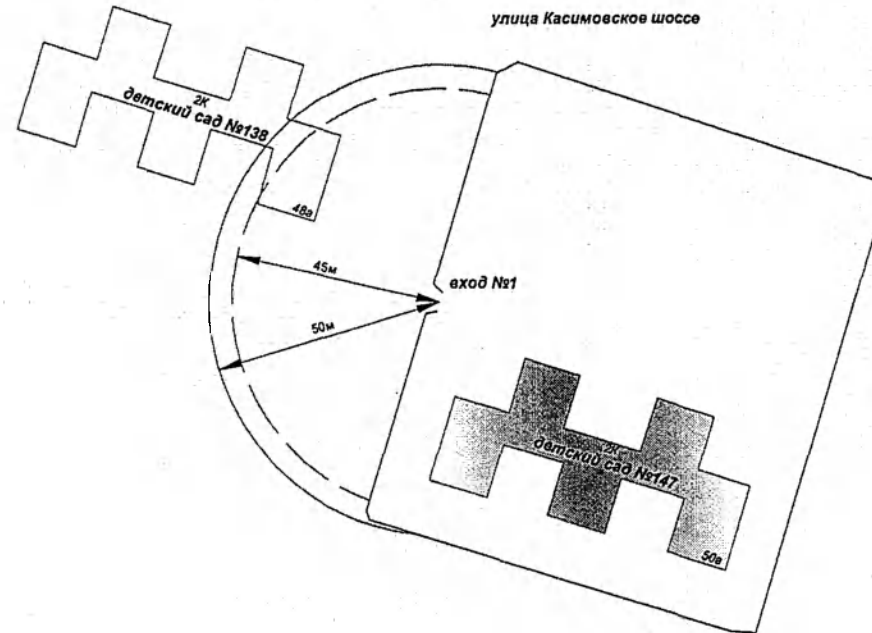 улица Касимовское шоссе
2К
детский сад №138
48а
45м
вход №1
50м
2К
детский сад №147
50а